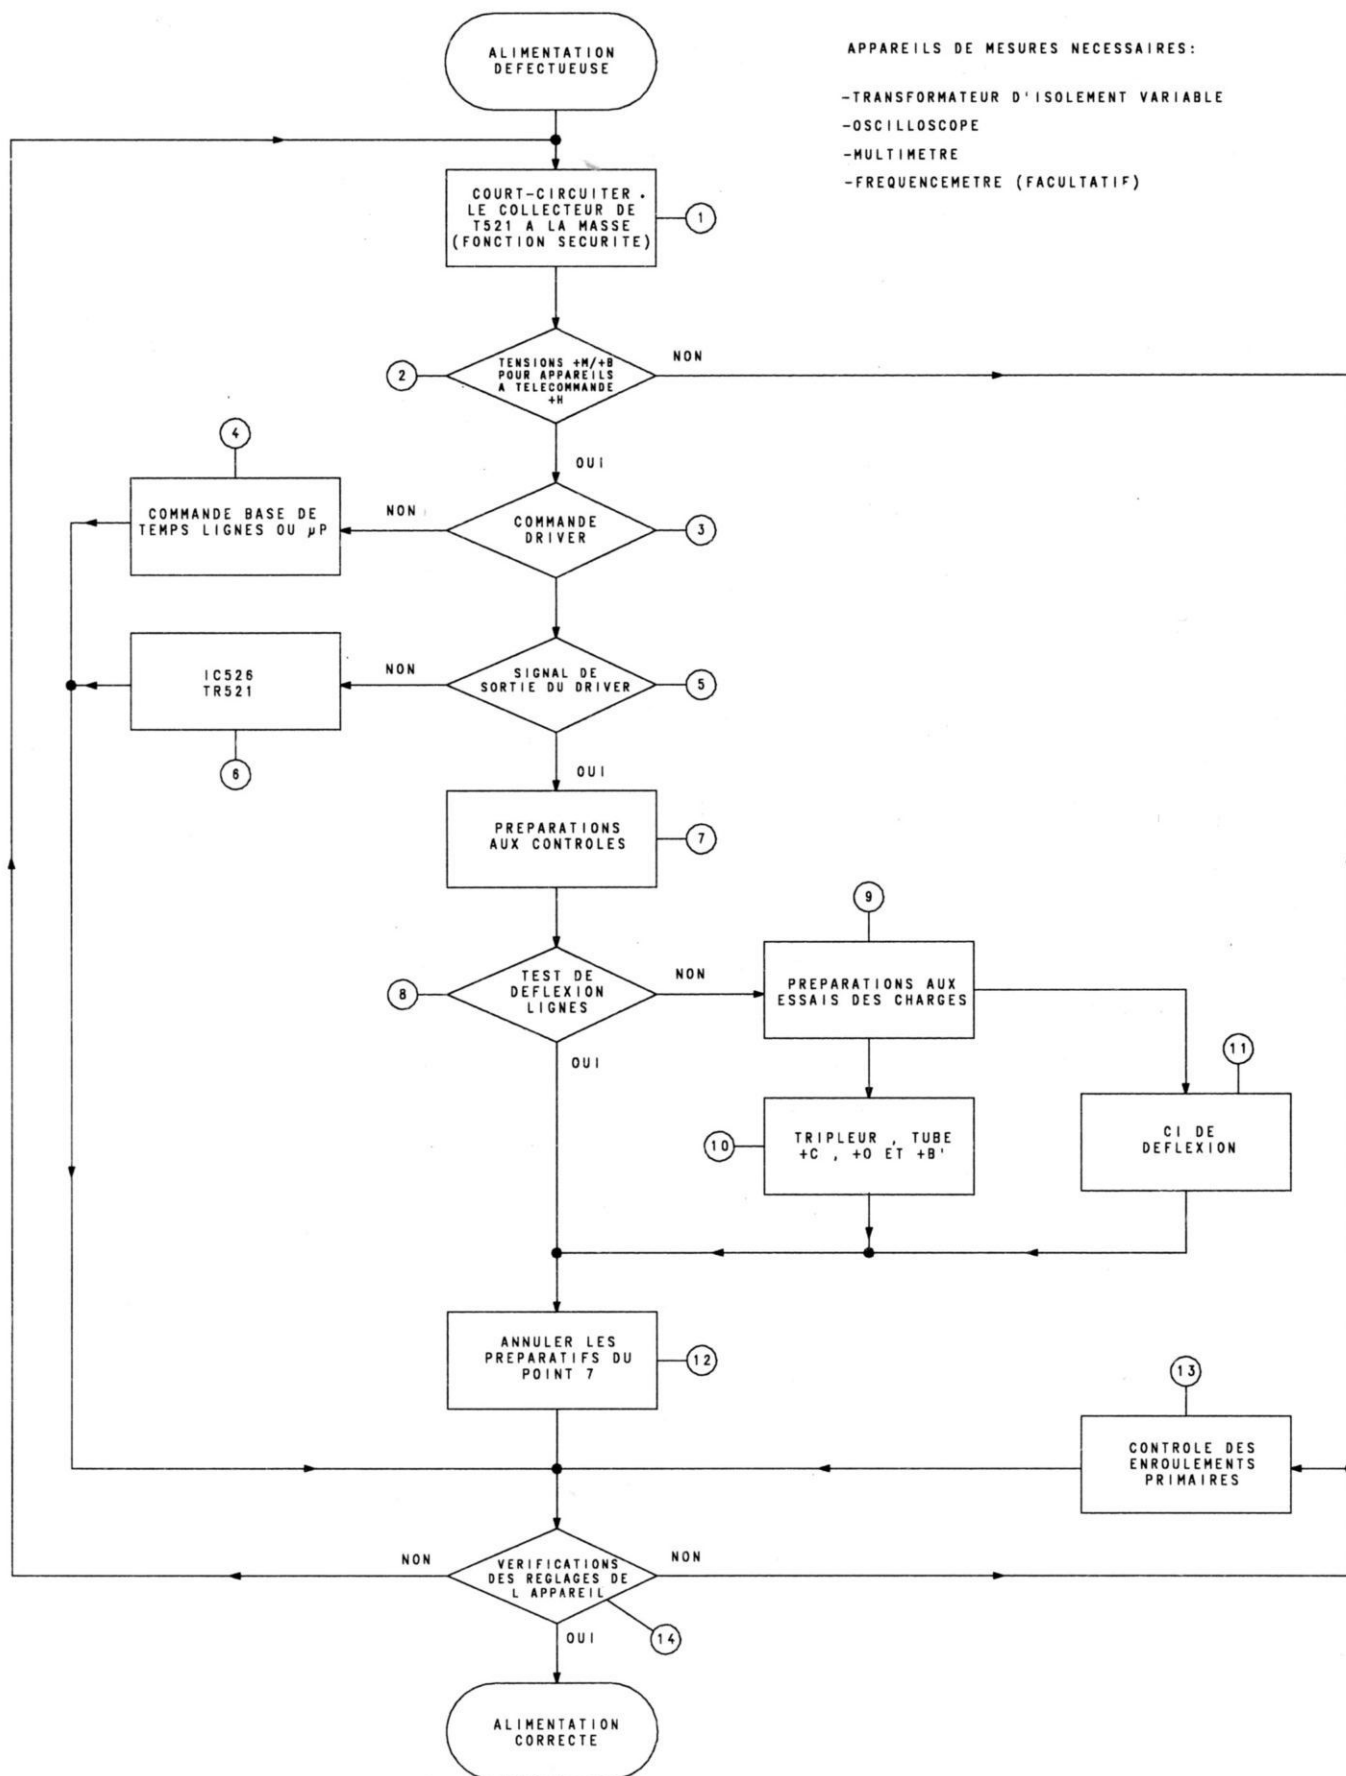 ALIMENTATION
DEFECTUEUSE
APPAREILS DE MESURES NECESSAIRES:
-TRANSFORMATEUR D'ISOLEMENT VARIABLE
-OSCILLOSCOPE
-MULTIMETRE
-FREQUENCEMETRE (FACULTATIF)
COURT-CIRCUITER
LE COLLECTEUR DE
T521 A LA MASSE
(FONCTION SECURITE)
1
TENSIONS +M/+B
POUR APPAREILS
A TELECOMMANDE
+H
2
NON
OUI
4
COMMANDE BASE DE
TEMPS LIGNES OU µP
NON
COMMANDE
DRIVER
3
IC526
TR521
NON
SIGNAL DE
SORTIE DU DRIVER
5
6
OUI
PREPARATIONS
AUX CONTROLES
7
9
8
TEST DE
DEFLEXION
LIGNES
NON
PREPARATIONS AUX
ESSAIS DES CHARGES
OUI
11
10
TRIPLEUR , TUBE
+C , +O ET +B'
CI DE
DEFLEXION
ANNULER LES
PREPARATIFS DU
POINT 7
12
13
CONTROLE DES
ENROULEMENTS
PRIMAIRES
NON
VERIFICATIONS
DES REGLAGES DE
L APPAREIL
NON
14
OUI
ALIMENTATION
CORRECTE